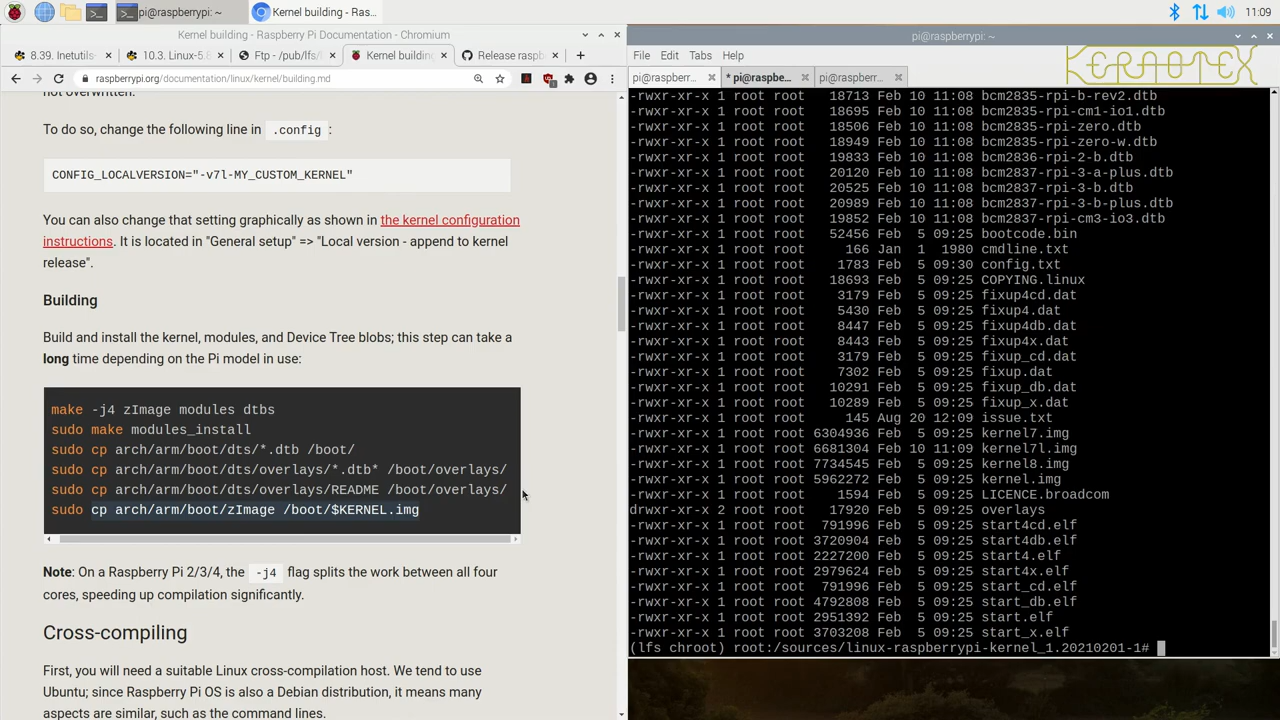 pi@raspberrypi: ~
Kernel building - Ras...
11:09
Kernel building - Raspberry Pi Documentation - Chromium
8.39. Inetutils-
10.3. Linux-5.8
Ftp - /pub/lfs/
Kernel building
Release raspb
raspberrypi.org/documentation/linux/kernel/building.md
not overwritten.
To do so, change the following line in .config :
CONFIG_LOCALVERSION="-v7l-MY_CUSTOM_KERNEL"
You can also change that setting graphically as shown in the kernel configuration
instructions. It is located in "General setup" => "Local version - append to kernel
release".
Building
Build and install the kernel, modules, and Device Tree blobs; this step can take a
long time depending on the Pi model in use:
make -j4 zImage modules dtbs
sudo make modules_install
sudo cp arch/arm/boot/dts/*.dtb /boot/
sudo cp arch/arm/boot/dts/overlays/*.dtb* /boot/overlays/
sudo cp arch/arm/boot/dts/overlays/README /boot/overlays/
sudo cp arch/arm/boot/zImage /boot/$KERNEL.img
Note: On a Raspberry Pi 2/3/4, the -j4 flag splits the work between all four
cores, speeding up compilation significantly.
Cross-compiling
First, you will need a suitable Linux cross-compilation host. We tend to use
Ubuntu; since Raspberry Pi OS is also a Debian distribution, it means many
aspects are similar, such as the command lines.
pi@raspberrypi: ~
File Edit Tabs Help
KERAOTEX
pi@raspberr...
* pi@raspbe...
pi@raspberr...
-rwxr-xr-x 1 root root 18713 Feb 10 11:08 bcm2835-rpi-b-rev2.dtb
-rwxr-xr-x 1 root root 18695 Feb 10 11:08 bcm2835-rpi-cm1-io1.dtb
-rwxr-xr-x 1 root root 18506 Feb 10 11:08 bcm2835-rpi-zero.dtb
-rwxr-xr-x 1 root root 18949 Feb 10 11:08 bcm2835-rpi-zero-w.dtb
-rwxr-xr-x 1 root root 19833 Feb 10 11:08 bcm2836-rpi-2-b.dtb
-rwxr-xr-x 1 root root 20120 Feb 10 11:08 bcm2837-rpi-3-a-plus.dtb
-rwxr-xr-x 1 root root 20525 Feb 10 11:08 bcm2837-rpi-3-b.dtb
-rwxr-xr-x 1 root root 20989 Feb 10 11:08 bcm2837-rpi-3-b-plus.dtb
-rwxr-xr-x 1 root root 19852 Feb 10 11:08 bcm2837-rpi-cm3-io3.dtb
-rwxr-xr-x 1 root root 52456 Feb 5 09:25 bootcode.bin
-rwxr-xr-x 1 root root 166 Jan 1 1980 cmdline.txt
-rwxr-xr-x 1 root root 1783 Feb 5 09:30 config.txt
-rwxr-xr-x 1 root root 18693 Feb 5 09:25 COPYING.linux
-rwxr-xr-x 1 root root 3179 Feb 5 09:25 fixup4cd.dat
-rwxr-xr-x 1 root root 5430 Feb 5 09:25 fixup4.dat
-rwxr-xr-x 1 root root 8447 Feb 5 09:25 fixup4db.dat
-rwxr-xr-x 1 root root 8443 Feb 5 09:25 fixup4x.dat
-rwxr-xr-x 1 root root 3179 Feb 5 09:25 fixup_cd.dat
-rwxr-xr-x 1 root root 7302 Feb 5 09:25 fixup.dat
-rwxr-xr-x 1 root root 10291 Feb 5 09:25 fixup_db.dat
-rwxr-xr-x 1 root root 10289 Feb 5 09:25 fixup_x.dat
-rwxr-xr-x 1 root root 145 Aug 20 12:09 issue.txt
-rwxr-xr-x 1 root root 6304936 Feb 5 09:25 kernel7.img
-rwxr-xr-x 1 root root 6681304 Feb 10 11:09 kernel7l.img
-rwxr-xr-x 1 root root 7734545 Feb 5 09:25 kernel8.img
-rwxr-xr-x 1 root root 5962272 Feb 5 09:25 kernel.img
-rwxr-xr-x 1 root root 1594 Feb 5 09:25 LICENCE.broadcom
drwxr-xr-x 2 root root 17920 Feb 5 09:25 overlays
-rwxr-xr-x 1 root root 791996 Feb 5 09:25 start4cd.elf
-rwxr-xr-x 1 root root 3720904 Feb 5 09:25 start4db.elf
-rwxr-xr-x 1 root root 2227200 Feb 5 09:25 start4.elf
-rwxr-xr-x 1 root root 2979624 Feb 5 09:25 start4x.elf
-rwxr-xr-x 1 root root 791996 Feb 5 09:25 start_cd.elf
-rwxr-xr-x 1 root root 4792808 Feb 5 09:25 start_db.elf
-rwxr-xr-x 1 root root 2951392 Feb 5 09:25 start.elf
-rwxr-xr-x 1 root root 3703208 Feb 5 09:25 start_x.elf
(lfs chroot) root:/sources/linux-raspberrypi-kernel_1.20210201-1#